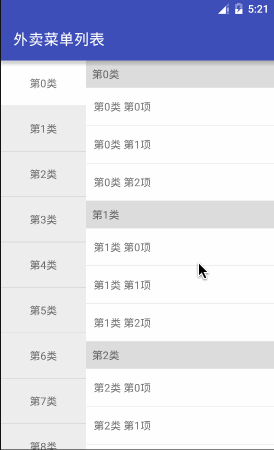 5:21
外卖菜单列表
第0类
第1类
第2类
第3类
第4类
第5类
第6类
第7类
第8类
第0类
第0类 第0项
第0类 第1项
第0类 第2项
第1类
第1类 第0项
第1类 第1项
第1类 第2项
第2类
第2类 第0项
第2类 第1项